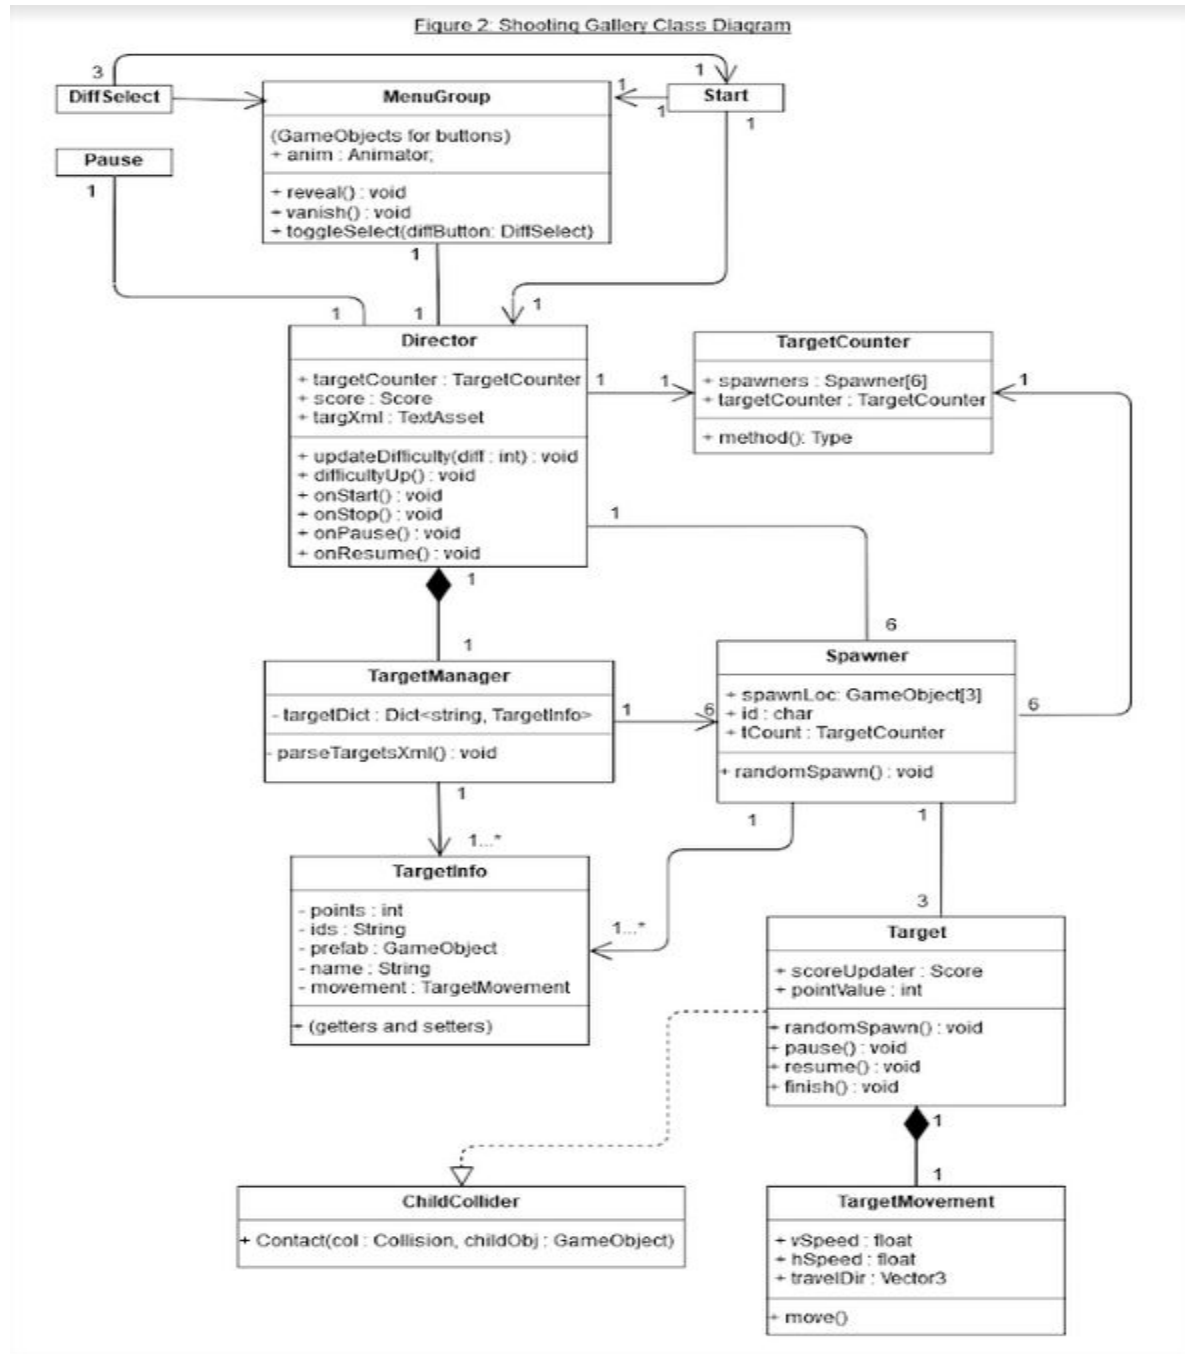 Figure 2: Shooting Gallery Class Diagram
3
1
DiffSelect
MenuGroup
1
1
Start
1
(GameObjects for buttons)
+ anim : Animator;
Pause
1
+ reveal() : void
+ vanish() : void
+ toggleSelect(diffButton: DiffSelect)
1
1
1
1
Director
+ targetCounter : TargetCounter
+ score : Score
+ targXml : TextAsset
+ updateDifficulty(diff : int) : void
+ difficultyUp() : void
+ onStart() : void
+ onStop() : void
+ onPause() : void
+ onResume() : void
1
1
TargetCounter
+ spawners : Spawner[6]
+ targetCounter : TargetCounter
+ method(): Type
1
1
6
1
1
TargetManager
- targetDict : Dict<string, TargetInfo>
- parseTargetsXml() : void
1
6
Spawner
+ spawnLoc: GameObject[3]
+ id : char
+ tCount : TargetCounter
+ randomSpawn() : void
6
1
1...*
1
1
TargetInfo
- points : int
- ids : String
- prefab : GameObject
- name : String
- movement : TargetMovement
+ (getters and setters)
1...*
3
Target
+ scoreUpdater : Score
+ pointValue : int
+ randomSpawn() : void
+ pause() : void
+ resume() : void
+ finish() : void
1
1
ChildCollider
+ Contact(col : Collision, childObj : GameObject)
TargetMovement
+ vSpeed : float
+ hSpeed : float
+ travelDir : Vector3
+ move()